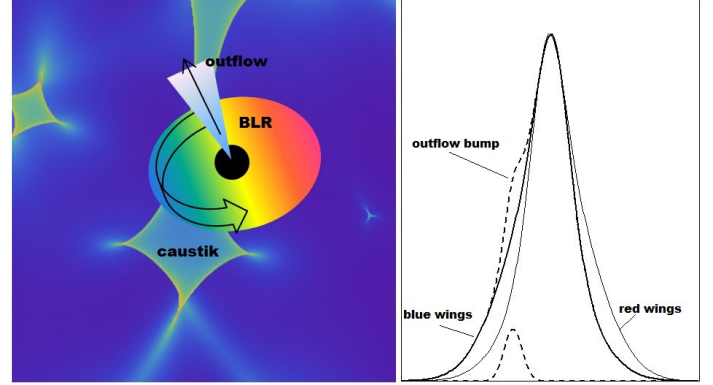 outflow
BLR
caustik
outflow bump
blue wings
red wings